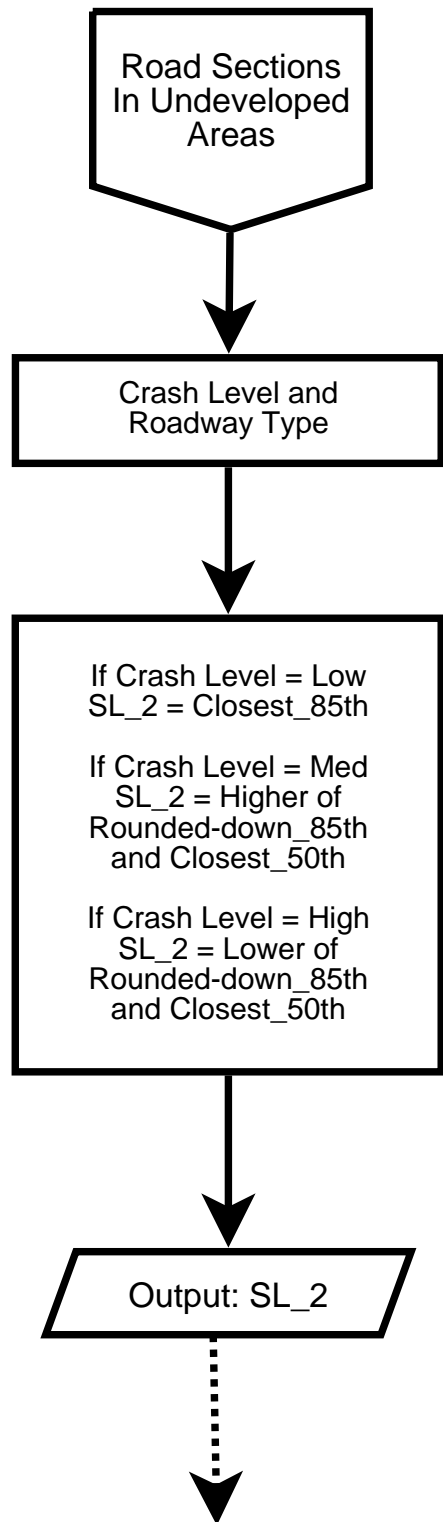 Road Sections
In Undeveloped
Areas
Crash Level and
Roadway Type
If Crash Level = Low
SL_2 = Closest_85th
If Crash Level = Med
SL_2 = Higher of
Rounded-down_85th
and Closest_50th
If Crash Level = High
SL_2 = Lower of
Rounded-down_85th
and Closest_50th
Output: SL_2